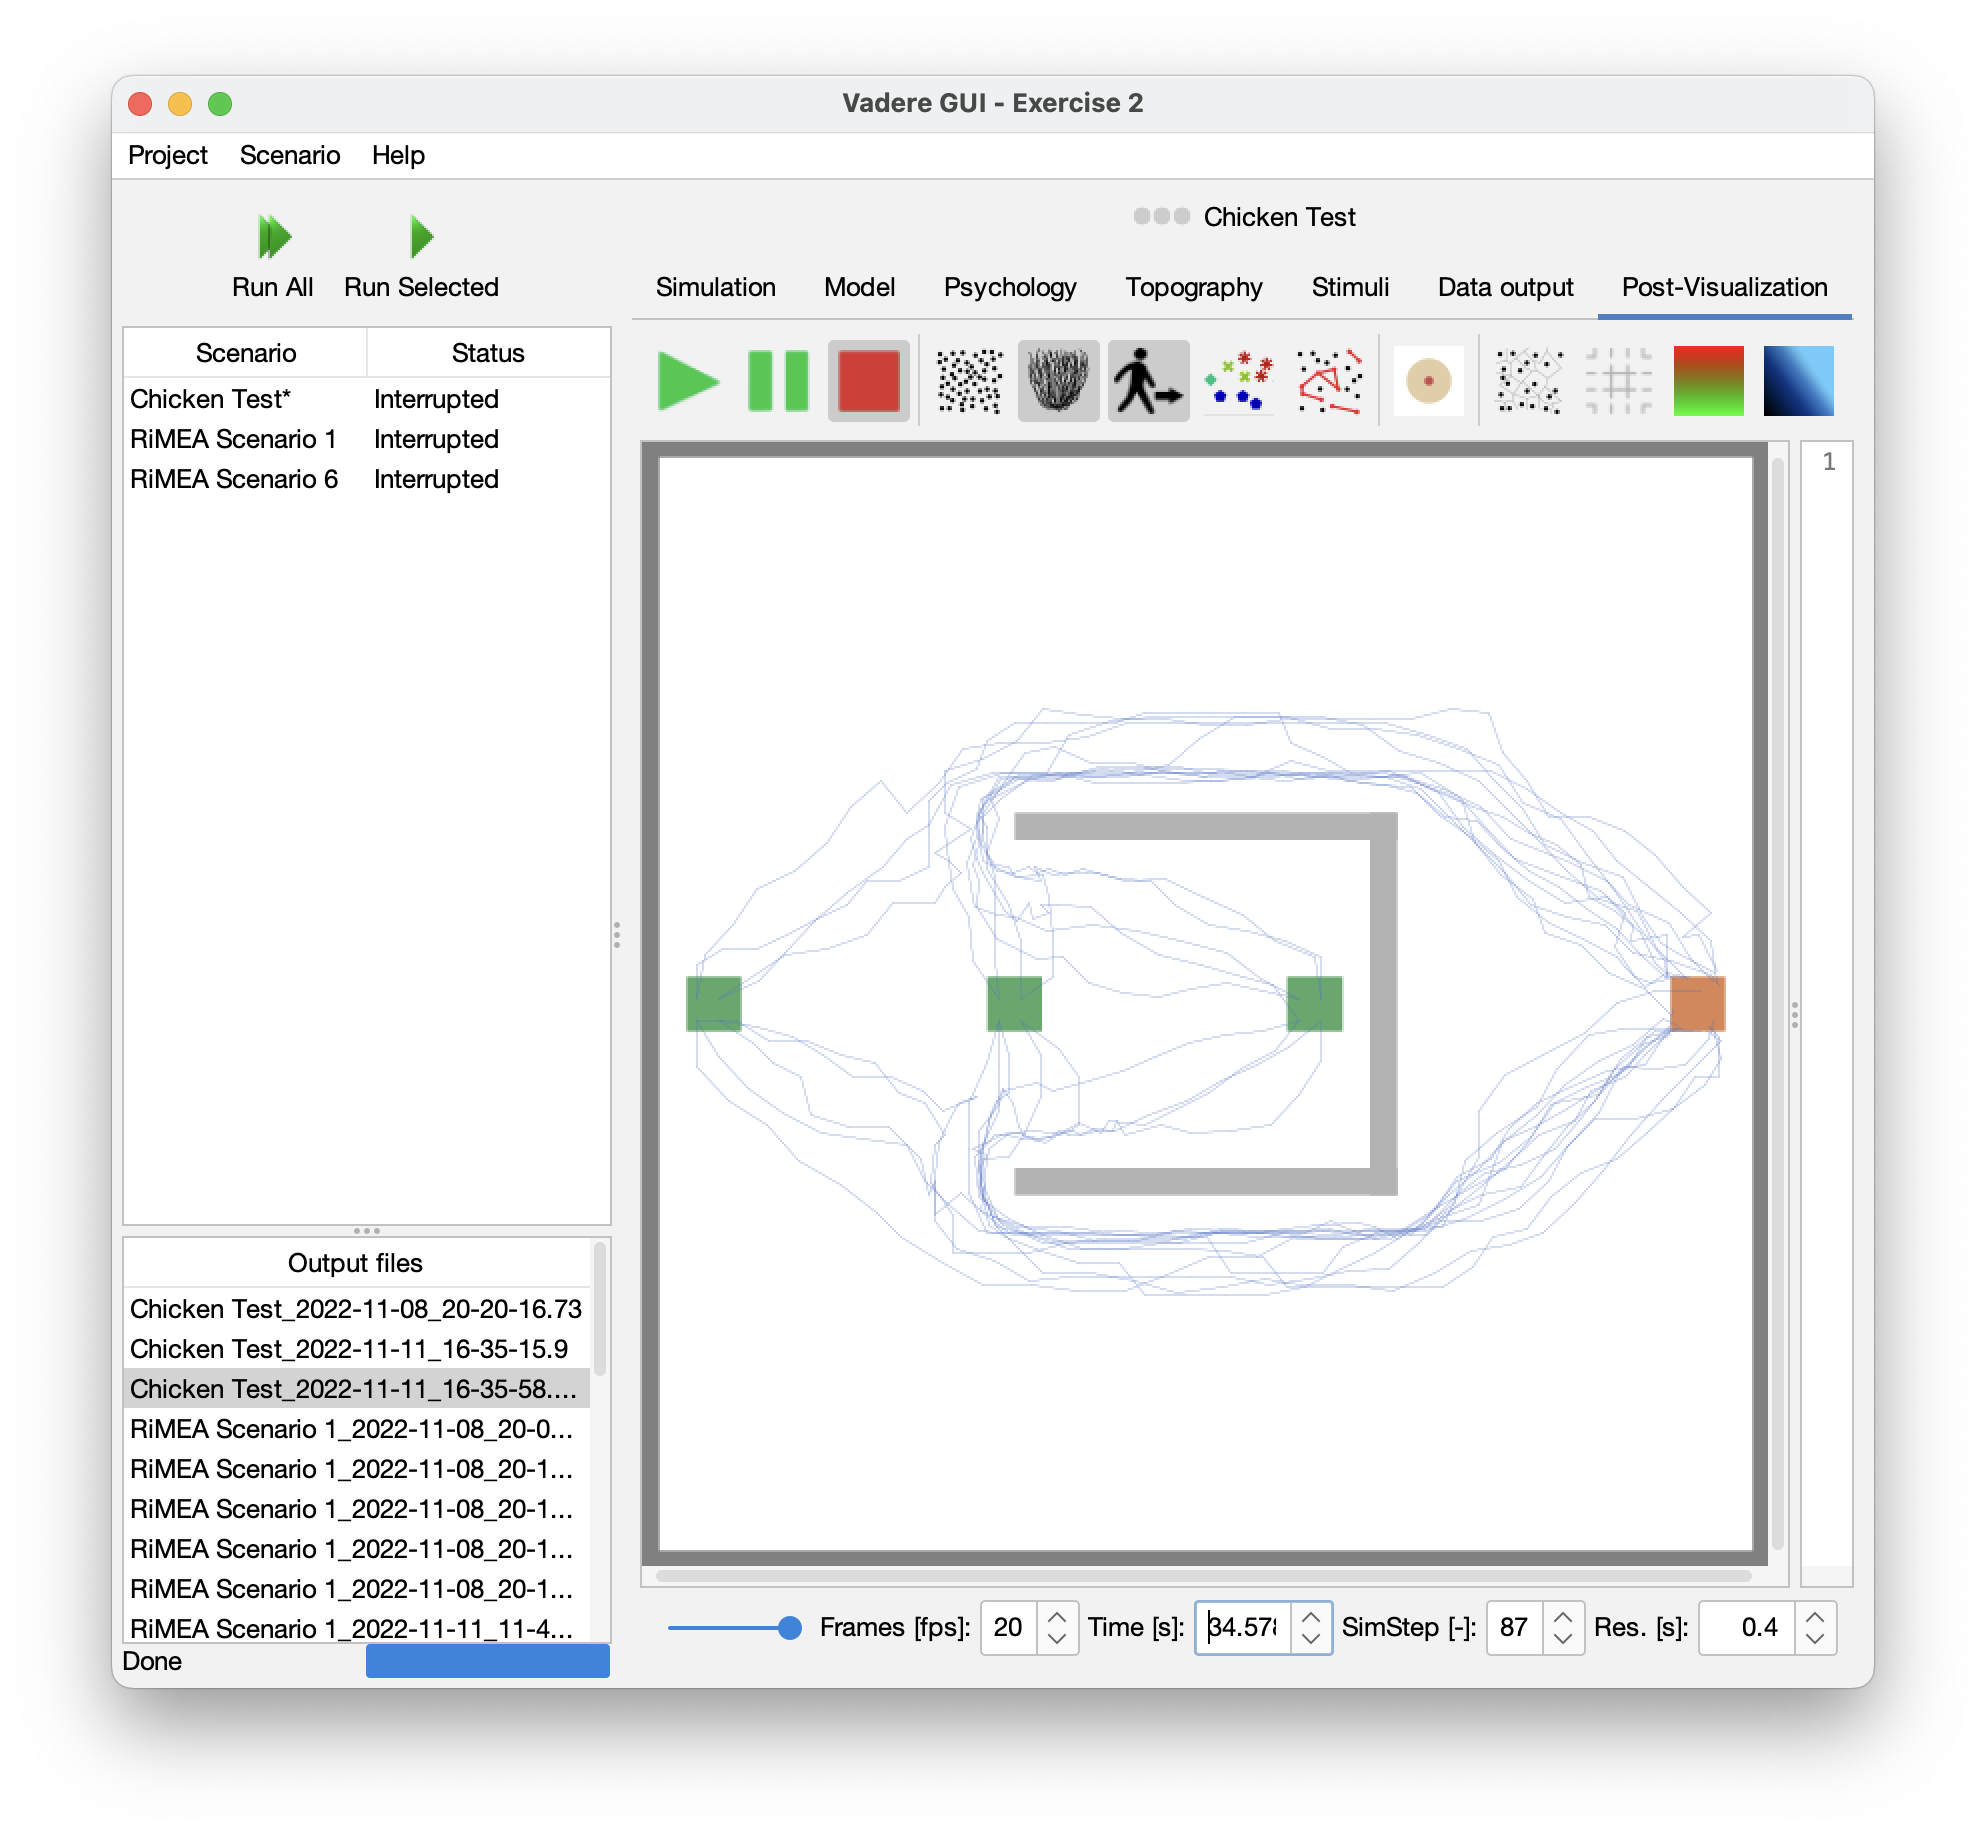 Vadere GUI - Exercise 2
Project Scenario Help
Run All Run Selected
Chicken Test
Simulation Model Psychology Topography Stimuli Data output Post-Visualization
Scenario Status
Chicken Test* Interrupted
RiMEA Scenario 1 Interrupted
RiMEA Scenario 6 Interrupted
1
Output files
Chicken Test_2022-11-08_20-20-16.73
Chicken Test_2022-11-11_16-35-15.9
Chicken Test_2022-11-11_16-35-58....
RiMEA Scenario 1_2022-11-08_20-0...
RiMEA Scenario 1_2022-11-08_20-1...
RiMEA Scenario 1_2022-11-08_20-1...
RiMEA Scenario 1_2022-11-08_20-1...
RiMEA Scenario 1_2022-11-08_20-1...
RiMEA Scenario 1_2022-11-11_11-4...
Done
Frames [fps]: 20 Time [s]: 34.578 SimStep [-]: 87 Res. [s]: 0.4